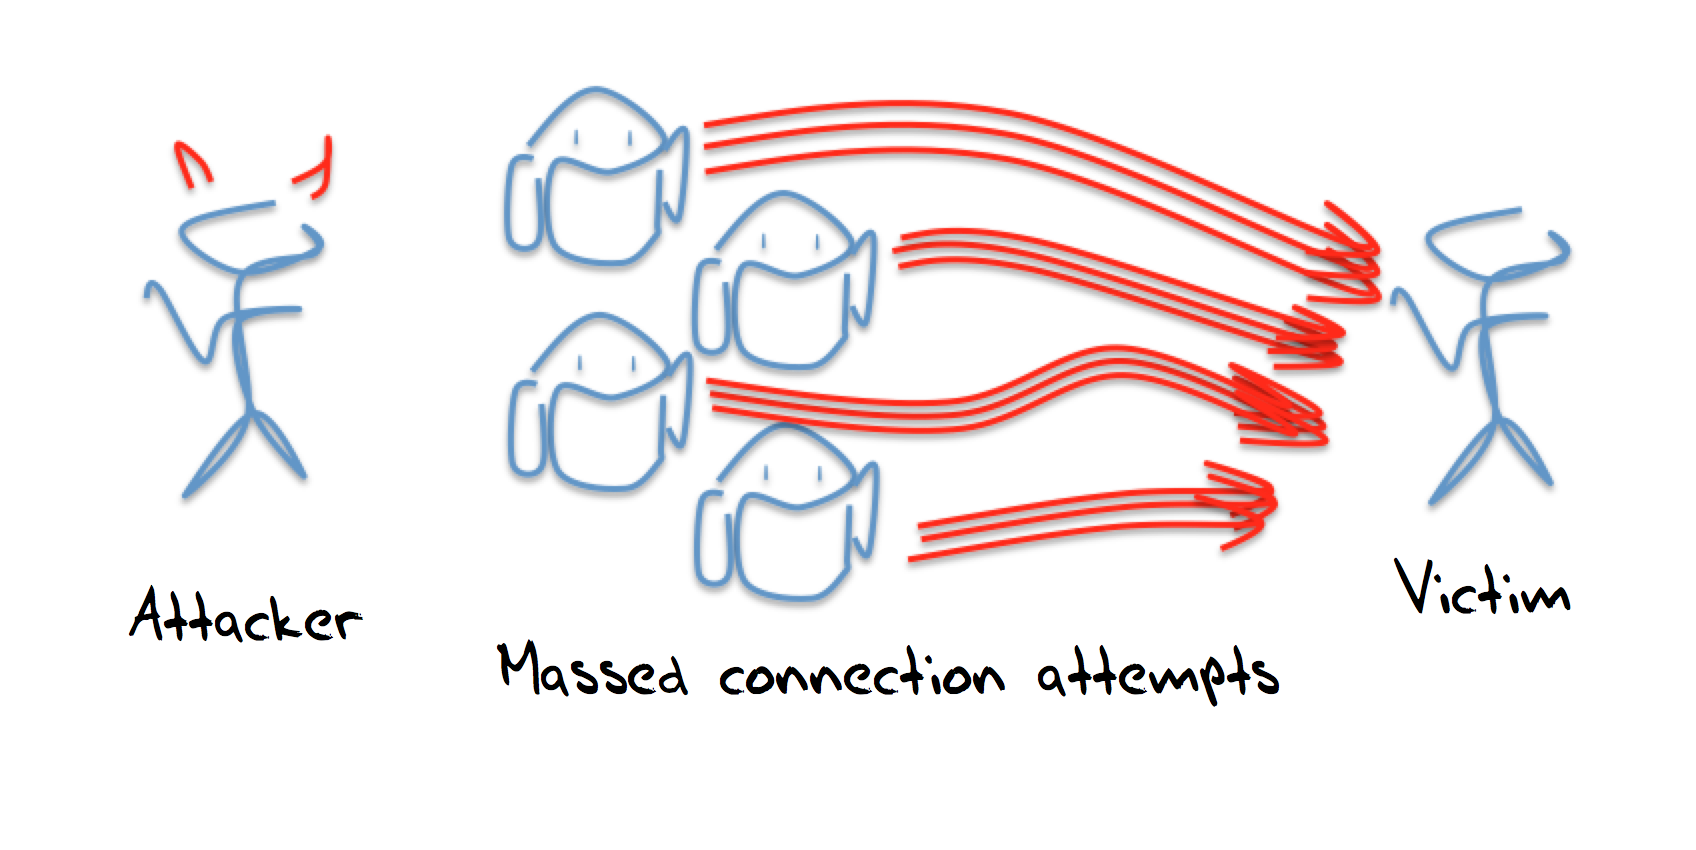 Attacker
Massed connection attempts
Victim